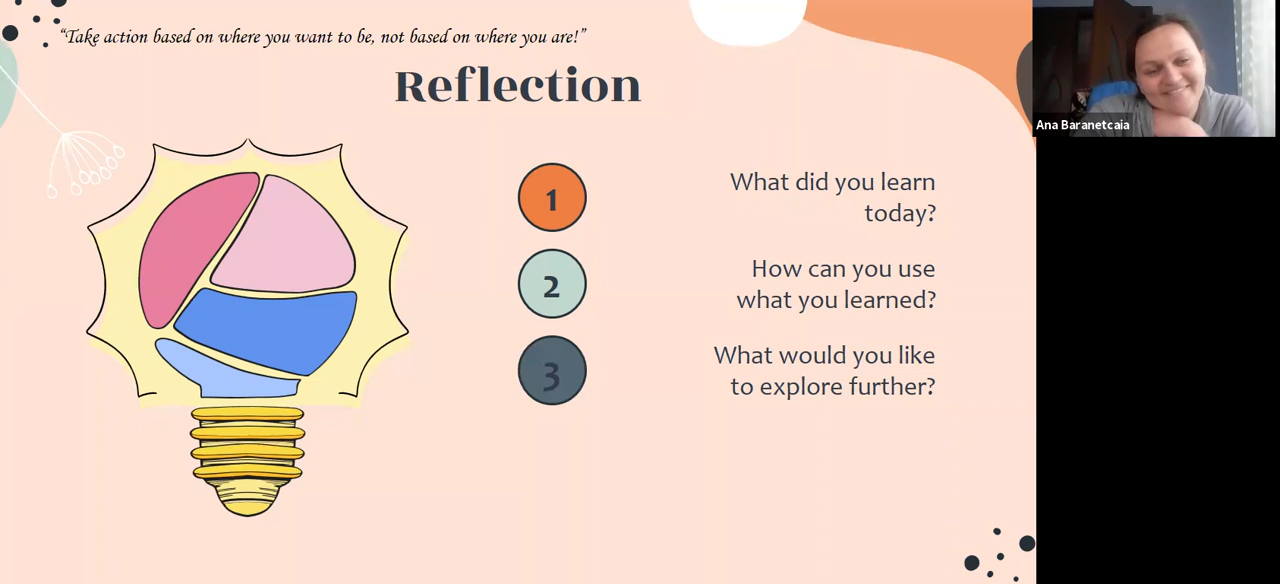 “Take action based on where you want to be, not based on where you are!”
Reflection
Ana Baranetcaia
1
What did you learn
today?
2
How can you use
what you learned?
3
What would you like
to explore further?